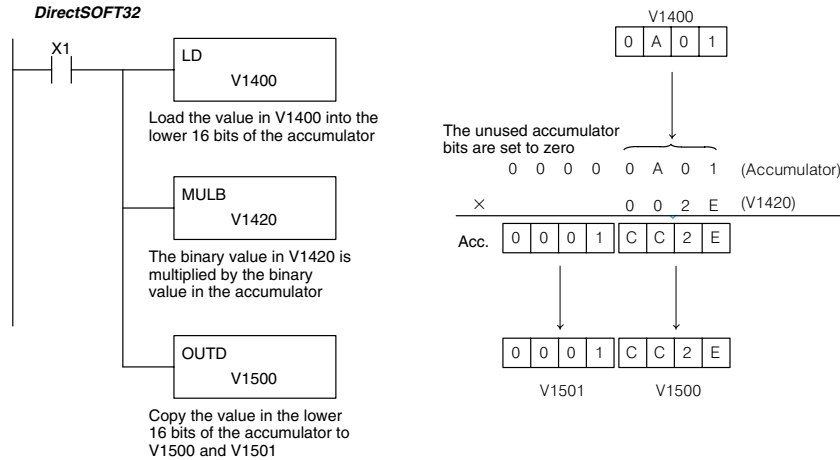 DirectSOFT32
X1
LD
V1400
Load the value in V1400 into the
lower 16 bits of the accumulator
MULB
V1420
The binary value in V1420 is
multiplied by the binary
value in the accumulator
OUTD
V1500
Copy the value in the lower
16 bits of the accumulator to
V1500 and V1501
V1400
0 A 0 1
The unused accumulator
bits are set to zero
0 0 0 0 0 A 0 1 (Accumulator)
× 0 0 2 E (V1420)
Acc. 0 0 0 1 C C 2 E
0 0 0 1 C C 2 E
V1501 V1500